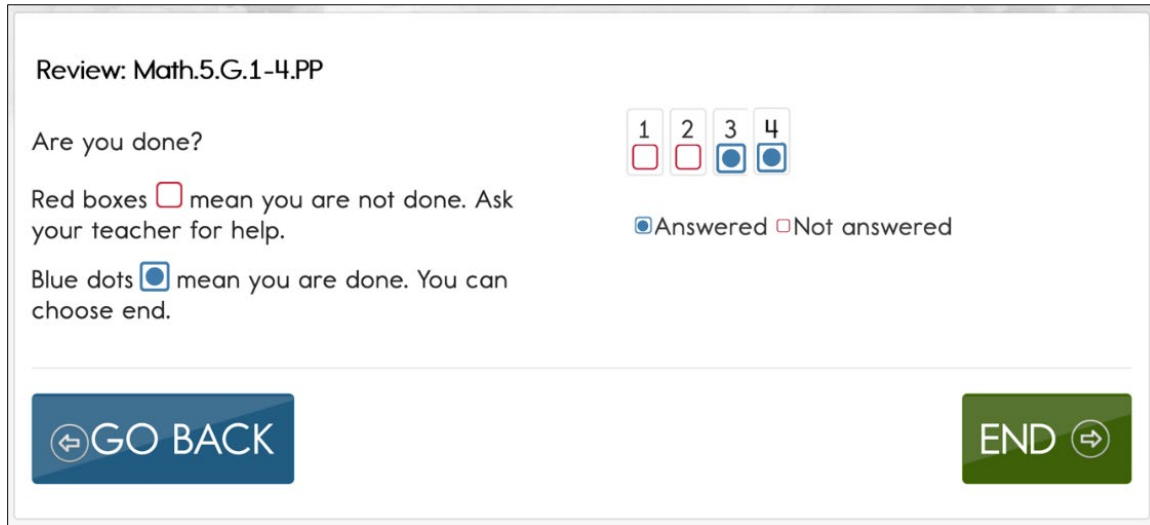 Review: Math.5.G.1-4.PP
Are you done?
Red boxes mean you are not done. Ask
your teacher for help.
Blue dots mean you are done. You can
choose end.
1 2 3 4
Answered Not answered
GO BACK
END